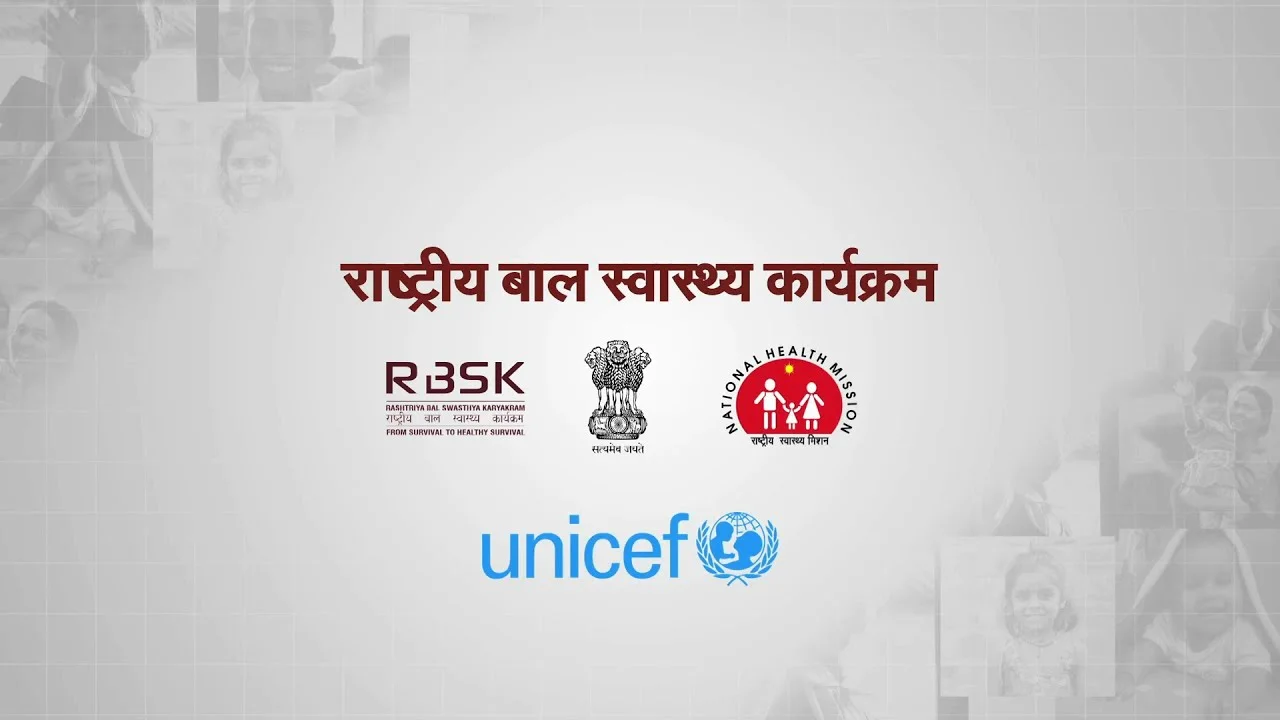 राष्ट्रीय बाल स्वास्थ्य कार्यक्रम
RBSK
RASHTRIYA BAL SWASTHYA KARYAKRAM
राष्ट्रीय बाल स्वास्थ्य कार्यक्रम
FROM SURVIVAL TO HEALTHY SURVIVAL
सत्यमेव जयते
NATIONAL HEALTH MISSION
राष्ट्रीय स्वास्थ्य मिशन
unicef